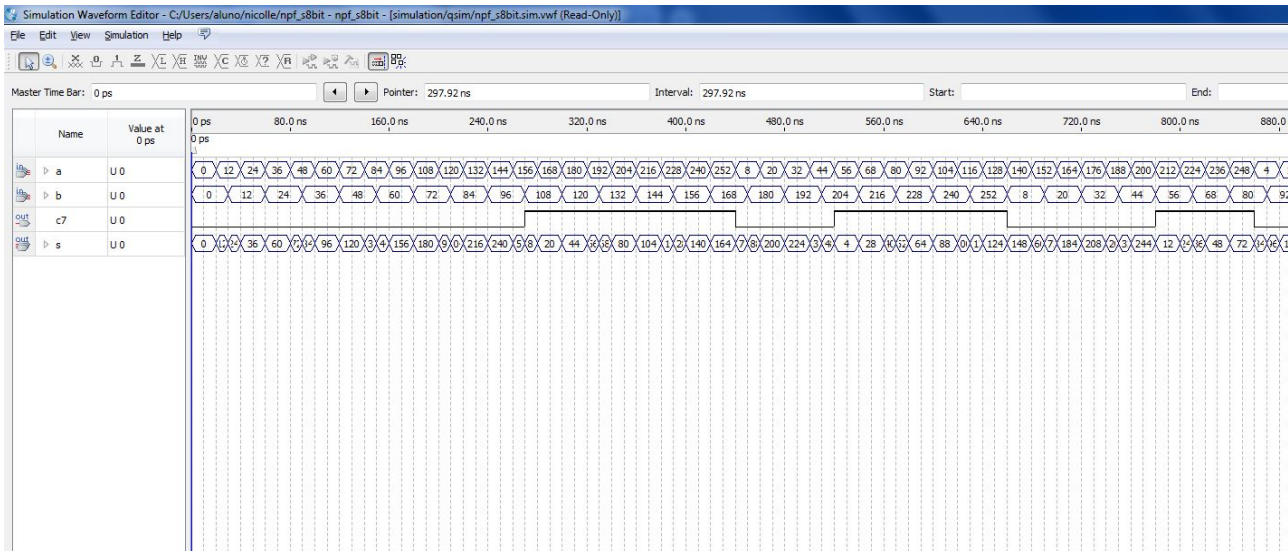 Simulation Waveform Editor - C:/Users/aluno/nicolle/npf_s8bit - npf_s8bit - [simulation/qsim/npf_s8bit.sim.vwf (Read-Only)]
File Edit View Simulation Help
Master Time Bar: 0 ps Pointer: 297.92 ns Interval: 297.92 ns Start: End:
Name Value at 0 ps 0 ps 80.0 ns 160.0 ns 240.0 ns 320.0 ns 400.0 ns 480.0 ns 560.0 ns 640.0 ns 720.0 ns 800.0 ns 880.0
0 ps
a U 0 0 12 24 36 48 60 72 84 96 108 120 132 144 156 168 180 192 204 216 228 240 252 8 20 32 44 56 68 80 92 104 116 128 140 152 164 176 188 200 212 224 236 248 4
b U 0 0 12 24 36 48 60 72 84 96 108 120 132 144 156 168 180 192 204 216 228 240 252 8 20 32 44 56 68 80 92
c7 U 0
s U 0 0 36 60 96 120 156 180 216 240 20 44 80 104 140 164 200 224 4 28 64 88 124 148 184 208 244 12 48 72